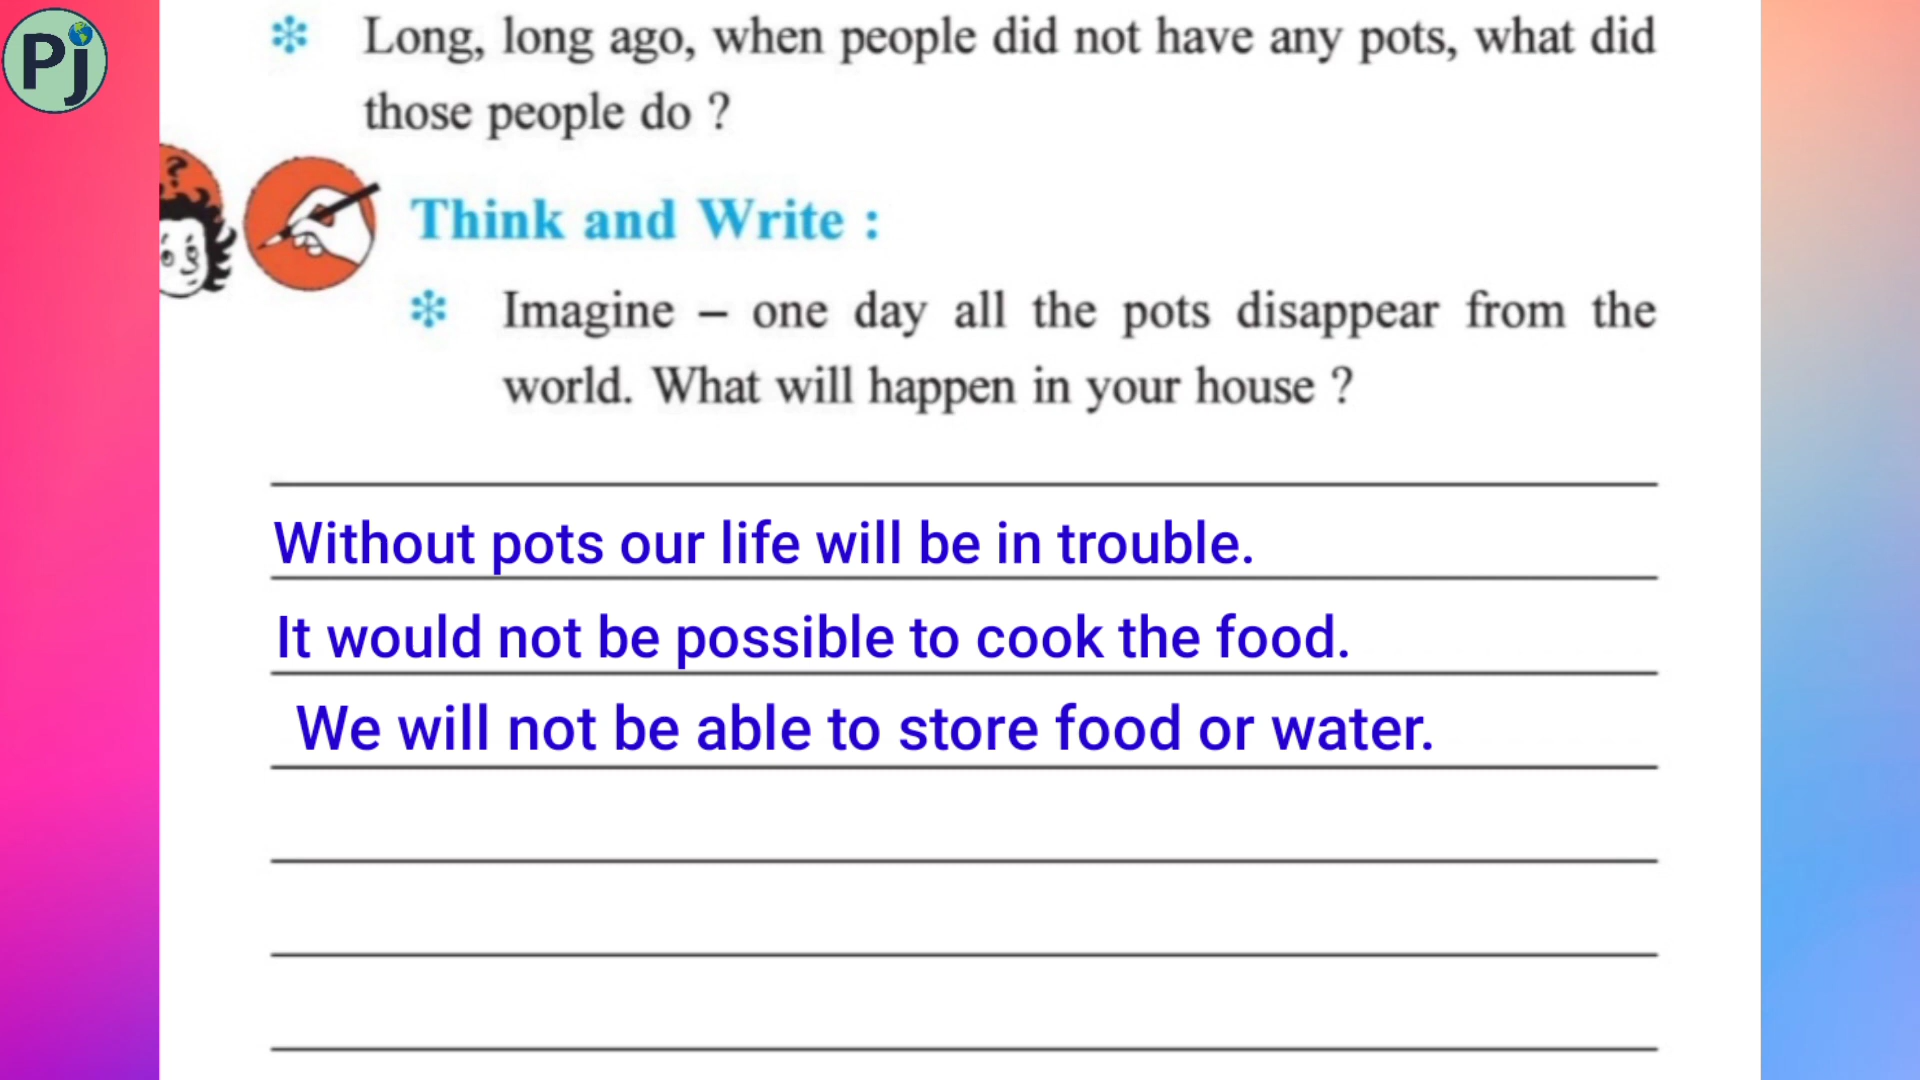 Pj
❇ Long, long ago, when people did not have any pots, what did
those people do ?
?
Think and Write :
❇ Imagine – one day all the pots disappear from the
world. What will happen in your house ?
Without pots our life will be in trouble.
It would not be possible to cook the food.
We will not be able to store food or water.